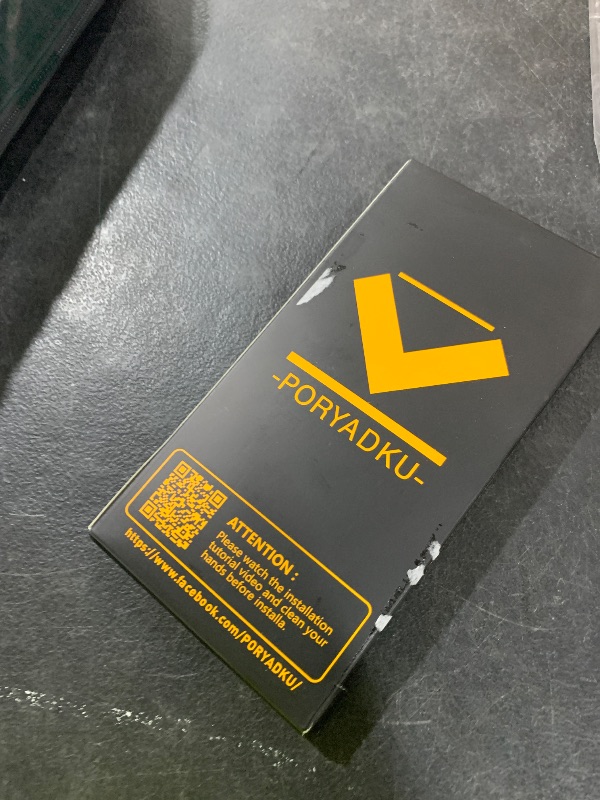 -PORYADKU-
ATTENTION :
Please watch the installation
tutorial video and clean your
hands before installa.
https://www.facebook.com/PORYADKU/